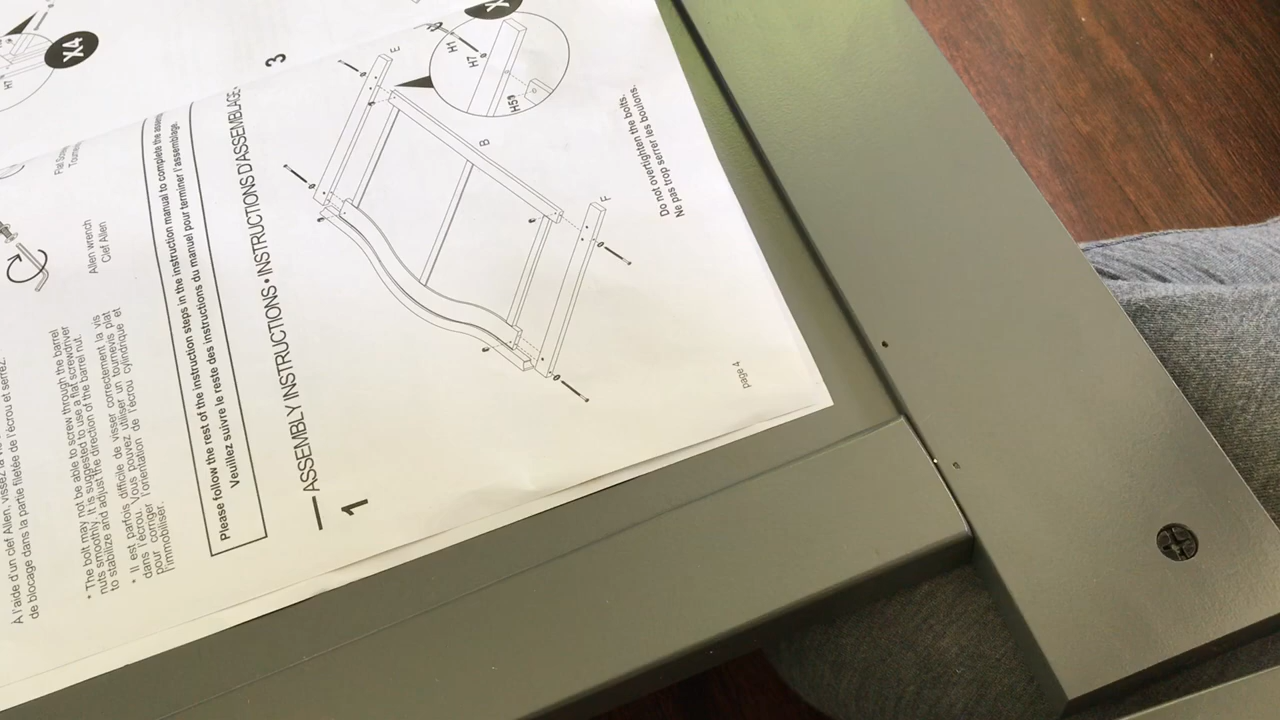 A l'aide d'un clef Allen, vissez la
de blocage dans la partie filetée de l'écrou et serrez.
Allen wrench
Clef Allen
* The bolt may not be able to screw through the barrel
nuts smoothly. It is suggested to use a flat screwdriver
to stabilize and adjust the direction of the barrel nut.
* Il est parfois difficile de visser correctement la vis
dans l'écrou. Vous pouvez utiliser un tournevis plat
pour corriger l'orientation de l'écrou cylindrique et
l'immobiliser.
Please follow the rest of the instruction steps in the instruction manual to complete the
Veuillez suivre le reste des instructions du manuel pour terminer l'assemblage.
ASSEMBLY INSTRUCTIONS • INSTRUCTIONS D'ASSEMBLAGE
1
3
H7
X4
E
B
F
H1
H7
H59
Do not overtighten the bolts.
Ne pas trop serrer les boulons.
page 4